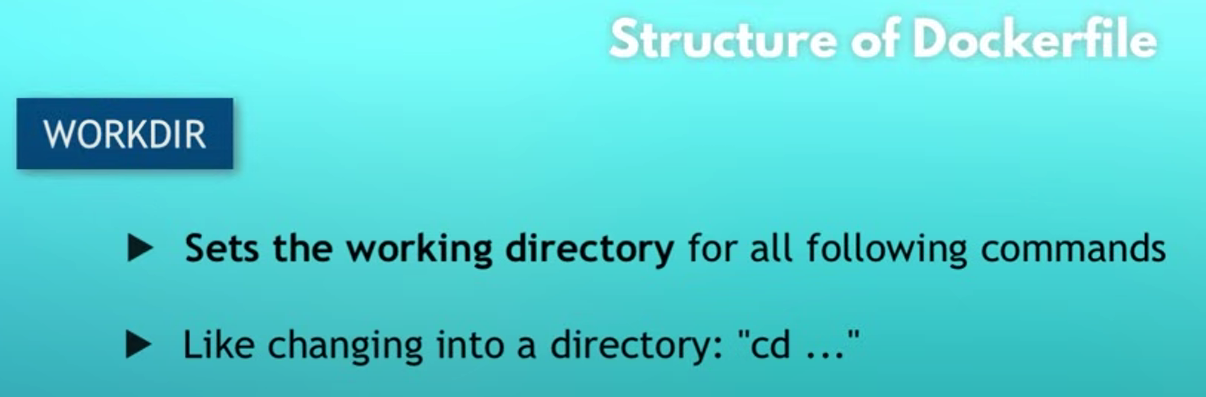 Structure of Dockerfile
WORKDIR
▶ Sets the working directory for all following commands
▶ Like changing into a directory: "cd ..."